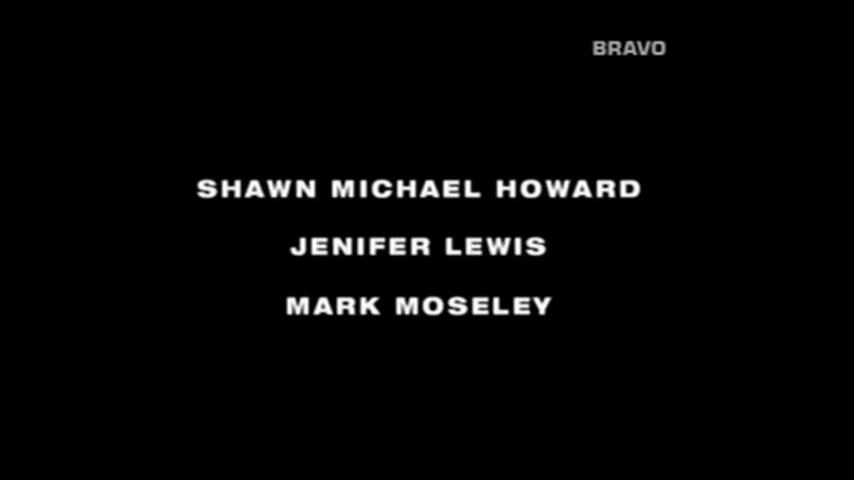 BRAVO
SHAWN MICHAEL HOWARD
JENIFER LEWIS
MARK MOSELEY